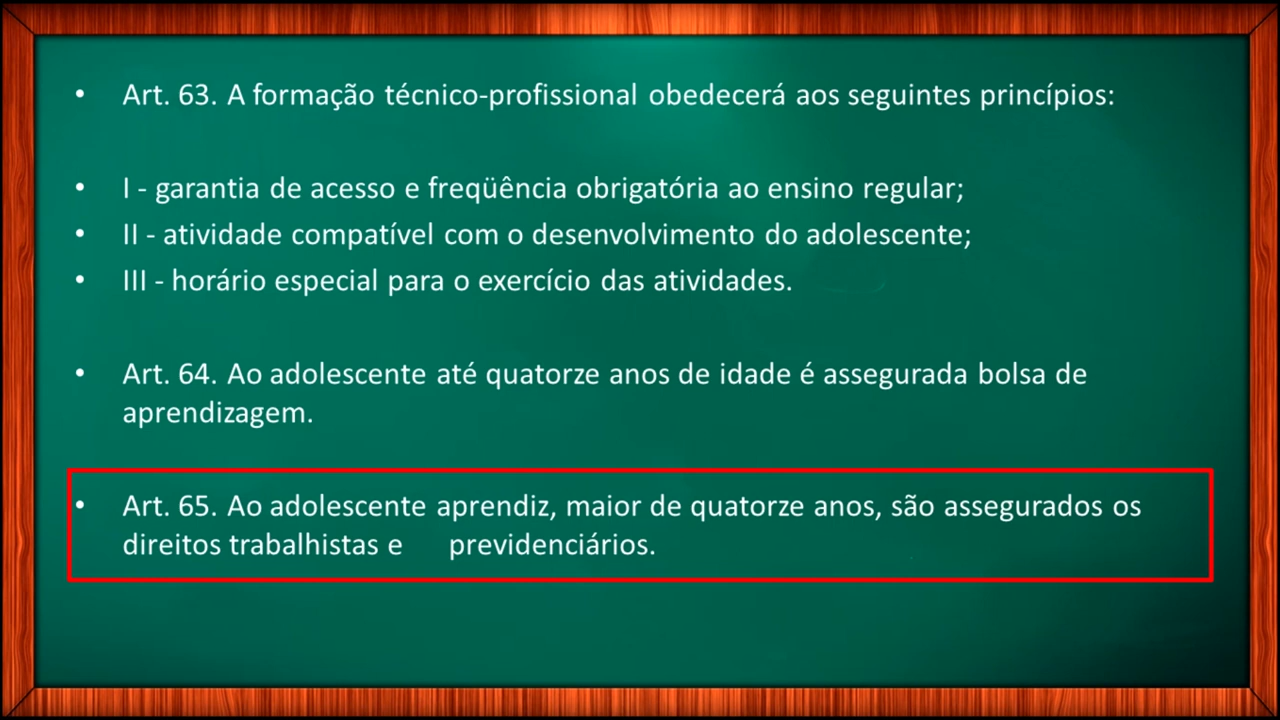 • Art. 63. A formação técnico-profissional obedecerá aos seguintes princípios:
• I - garantia de acesso e freqüência obrigatória ao ensino regular;
• II - atividade compatível com o desenvolvimento do adolescente;
• III - horário especial para o exercício das atividades.
• Art. 64. Ao adolescente até quatorze anos de idade é assegurada bolsa de
aprendizagem.
• Art. 65. Ao adolescente aprendiz, maior de quatorze anos, são assegurados os
direitos trabalhistas e previdenciários.